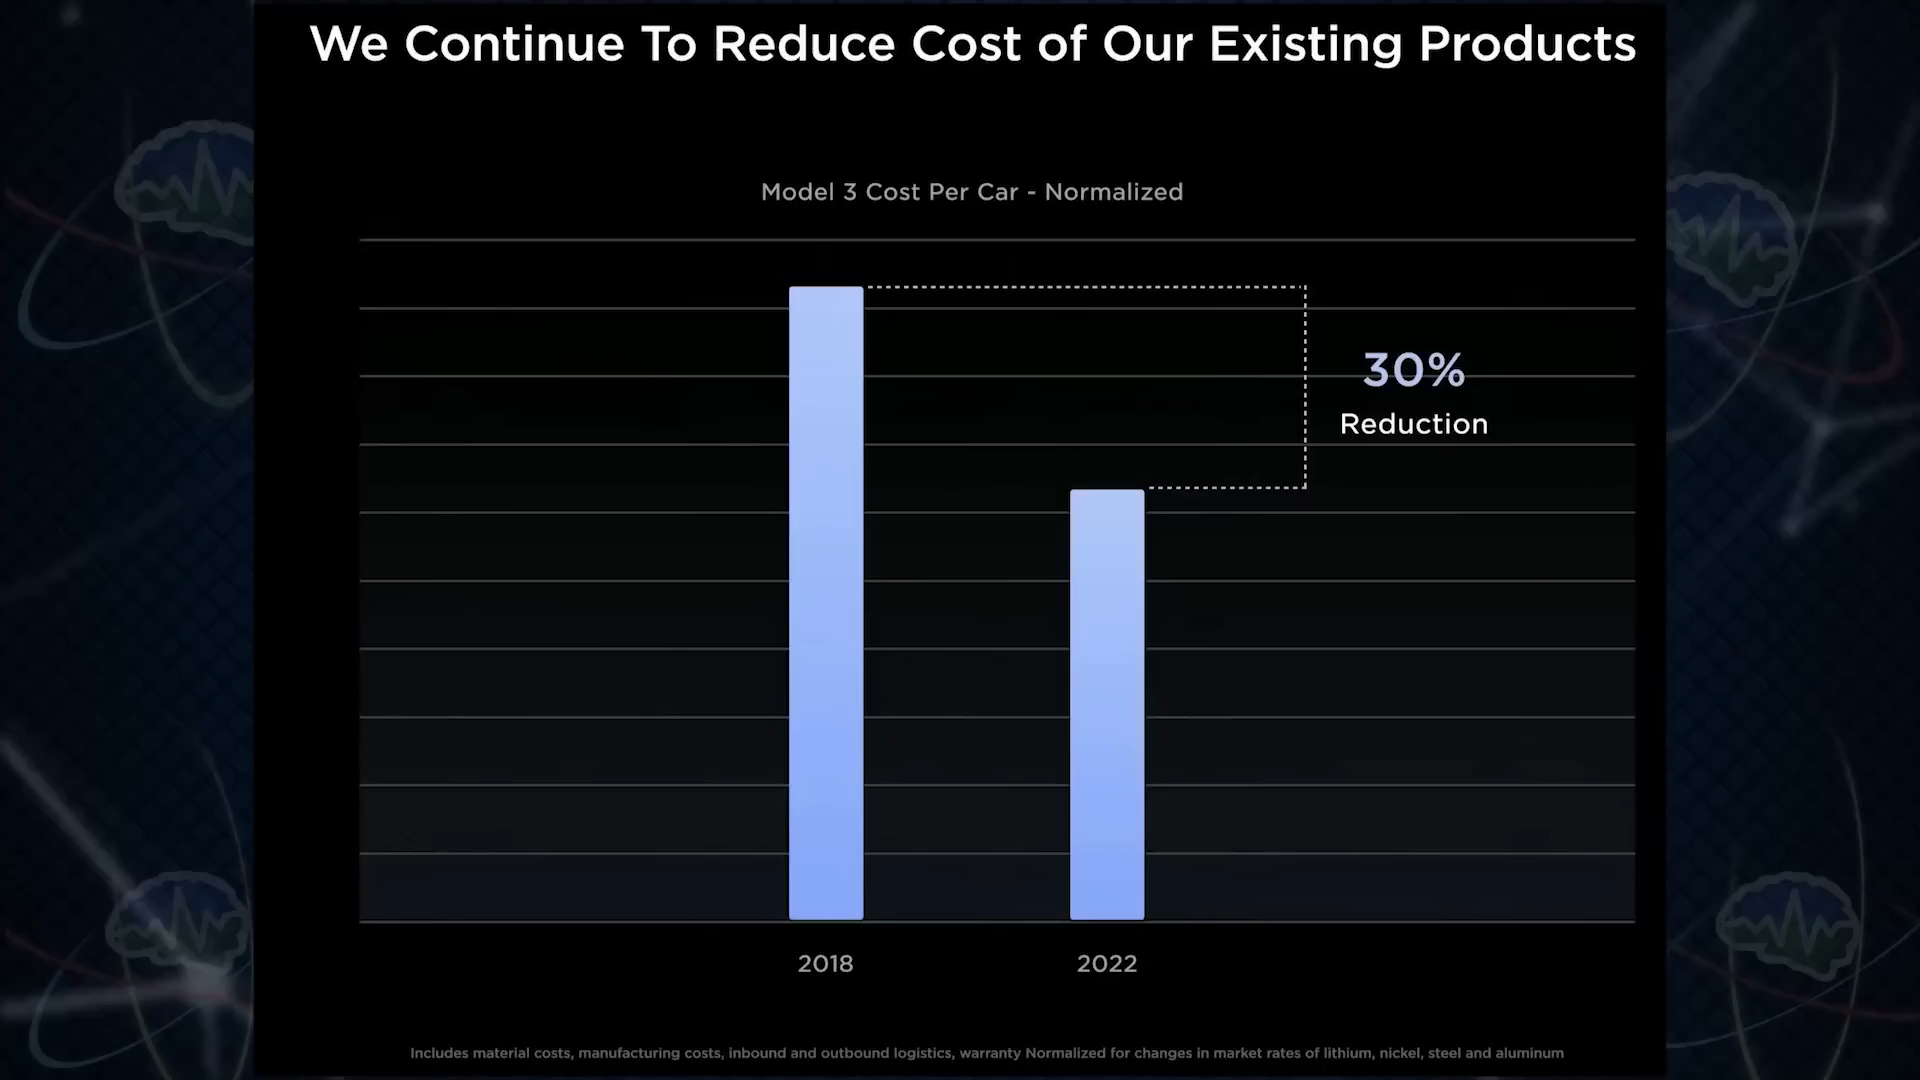 We Continue To Reduce Cost of Our Existing Products
Model 3 Cost Per Car - Normalized
30%
Reduction
2018
2022
Includes material costs, manufacturing costs, inbound and outbound logistics, warranty Normalized for changes in market rates of lithium, nickel, steel and aluminum